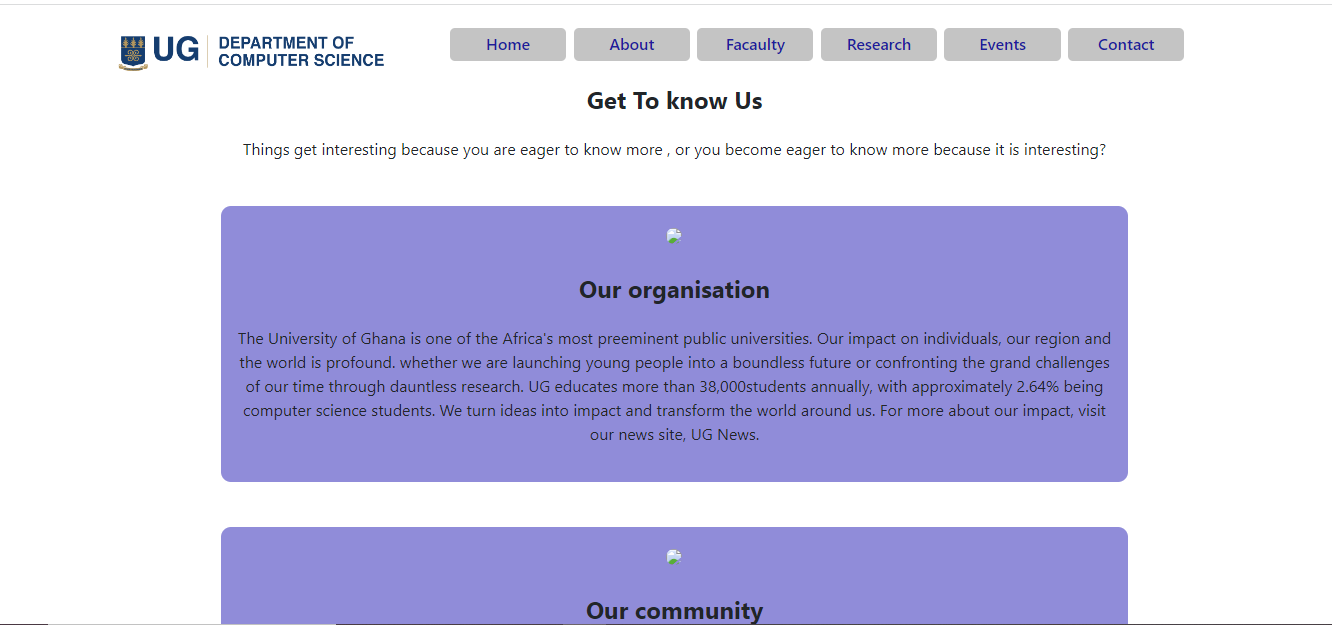 UG DEPARTMENT OF
COMPUTER SCIENCE
Home About Facaulty Research Events Contact
Get To know Us
Things get interesting because you are eager to know more , or you become eager to know more because it is interesting?
Our organisation
The University of Ghana is one of the Africa's most preeminent public universities. Our impact on individuals, our region and
the world is profound. whether we are launching young people into a boundless future or confronting the grand challenges
of our time through dauntless research. UG educates more than 38,000students annually, with approximately 2.64% being
computer science students. We turn ideas into impact and transform the world around us. For more about our impact, visit
our news site, UG News.
Our community